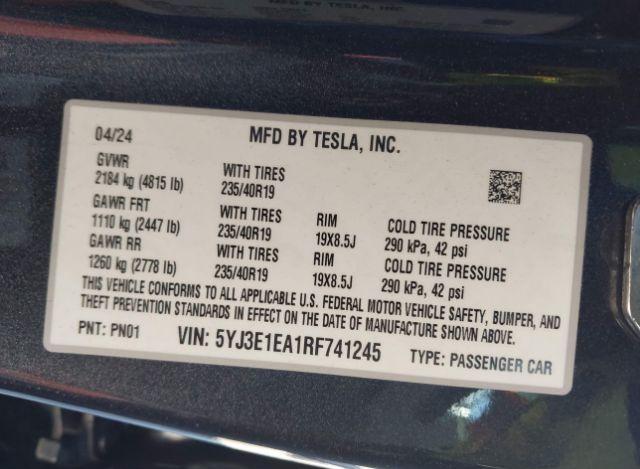 04/24 MFD BY TESLA, INC.
GVWR WITH TIRES
2184 kg (4815 lb) 235/40R19
GAWR FRT WITH TIRES RIM COLD TIRE PRESSURE
1110 kg (2447 lb) 235/40R19 19X8.5J 290 kPa, 42 psi
GAWR RR WITH TIRES RIM COLD TIRE PRESSURE
1260 kg (2778 lb) 235/40R19 19X8.5J 290 kPa, 42 psi
THIS VEHICLE CONFORMS TO ALL APPLICABLE U.S. FEDERAL MOTOR VEHICLE SAFETY, BUMPER, AND
THEFT PREVENTION STANDARDS IN EFFECT ON THE DATE OF MANUFACTURE SHOWN ABOVE.
PNT: PN01 VIN: 5YJ3E1EA1RF741245 TYPE: PASSENGER CAR